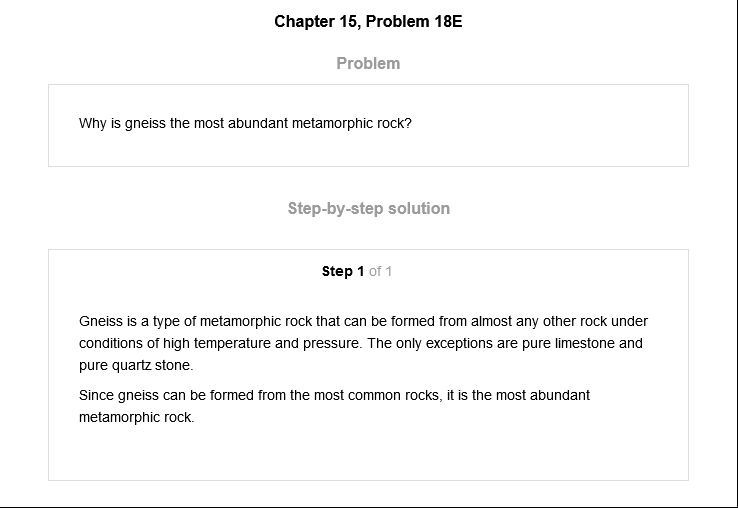 Chapter 15, Problem 18E
Problem
Why is gneiss the most abundant metamorphic rock?
Step-by-step solution
Step 1 of 1
Gneiss is a type of metamorphic rock that can be formed from almost any other rock under
conditions of high temperature and pressure. The only exceptions are pure limestone and
pure quartz stone.
Since gneiss can be formed from the most common rocks, it is the most abundant
metamorphic rock.